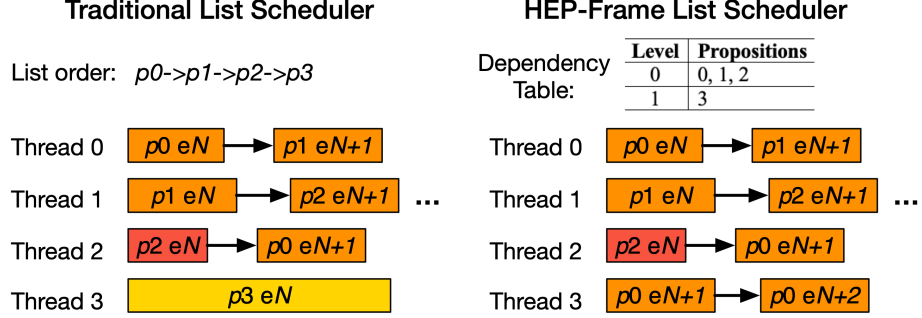 Traditional List Scheduler
List order: p0->p1->p2->p3
Thread 0 p0 eN p1 eN+1
Thread 1 p1 eN p2 eN+1 ...
Thread 2 p2 eN p0 eN+1
Thread 3 p3 eN
HEP-Frame List Scheduler
Dependency
Table:
Level Propositions
0 0, 1, 2
1 3
Thread 0 p0 eN p1 eN+1
Thread 1 p1 eN p2 eN+1 ...
Thread 2 p2 eN p0 eN+1
Thread 3 p0 eN+1 p0 eN+2